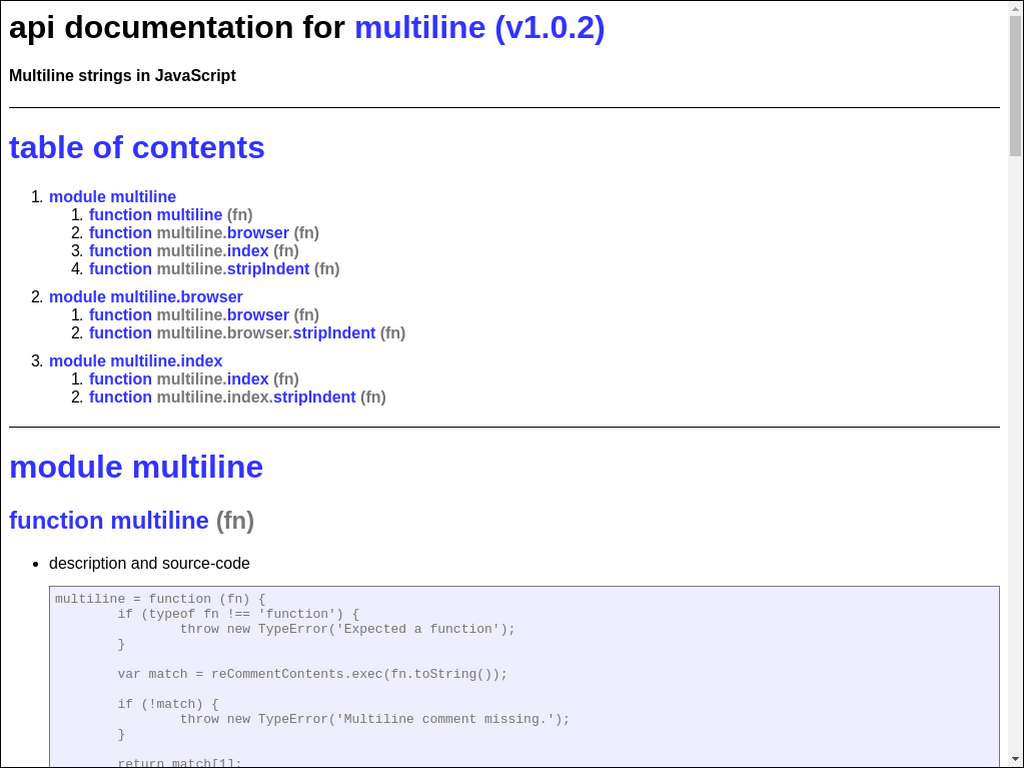 api documentation for multiline (v1.0.2)
Multiline strings in JavaScript
table of contents
1. module multiline
1. function multiline (fn)
2. function multiline.browser (fn)
3. function multiline.index (fn)
4. function multiline.stripIndent (fn)
2. module multiline.browser
1. function multiline.browser (fn)
2. function multiline.browser.stripIndent (fn)
3. module multiline.index
1. function multiline.index (fn)
2. function multiline.index.stripIndent (fn)
module multiline
function multiline (fn)
• description and source-code
multiline = function (fn) {
if (typeof fn !== 'function') {
throw new TypeError('Expected a function');
}
var match = reCommentContents.exec(fn.toString());
if (!match) {
throw new TypeError('Multiline comment missing.');
}
return match[1];